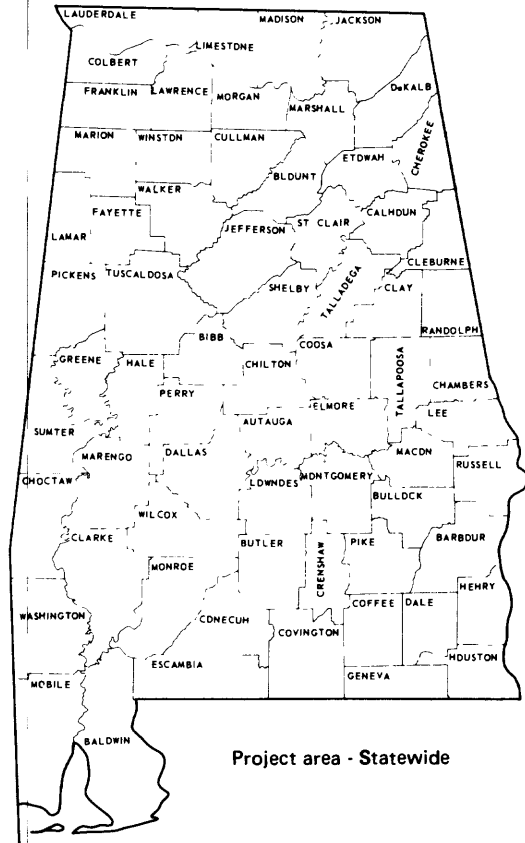 LAUDERDALE
MADISON
JACKSON
LIMESTDNE
COLBERT
FRANKLIN
LAWRENCE
MORGAN
DeKALB
MARSHALL
MARION
WINSTDN
CULLMAN
ETDWAH
CHEROKEE
BLDUNT
WALKER
FAYETTE
JEFFERSON
ST CLAIR
CALHDUN
LAMAR
CLEBURNE
PICKENS
TUSCALDOSA
SHELBY
TALLADEGA
CLAY
RANDOLPH
BIBB
COOSA
GREENE
HALE
CHILTON
PERRY
TALLAPOOSA
CHAMBERS
ELMORE
LEE
AUTAUGA
SUMTER
MARENGO
DALLAS
MACDN
RUSSELL
CHOCTAW
LDWNDES
MDNTGOMERY
BULLDCK
WILCOX
CLARKE
BUTLER
CRENSHAW
PIKE
BARBDUR
MONROE
HEHRY
WASHINGTON
CDNECUH
COFFEE
DALE
COVINGTON
ESCAMBIA
HDUSTON
GENEVA
MOBILE
BALDWIN
Project area - Statewide